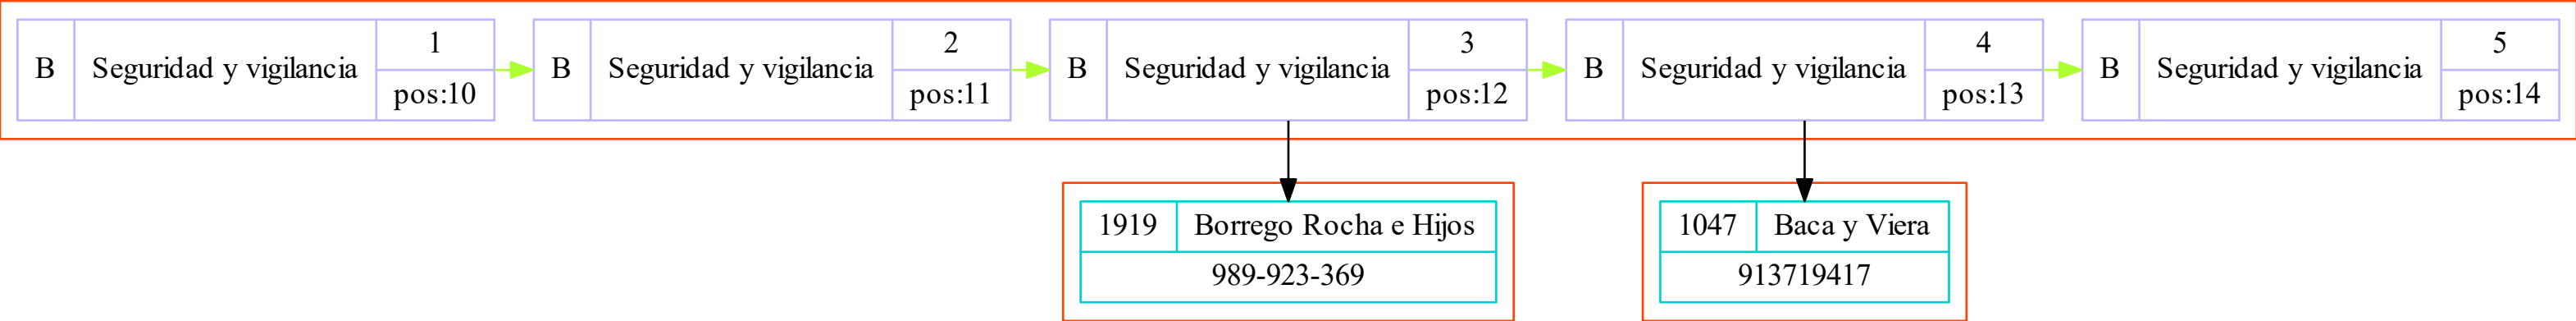 B Seguridad y vigilancia 1 pos:10
B Seguridad y vigilancia 2 pos:11
B Seguridad y vigilancia 3 pos:12
B Seguridad y vigilancia 4 pos:13
B Seguridad y vigilancia 5 pos:14
1919 Borrego Rocha e Hijos
989-923-369
1047 Baca y Viera
913719417